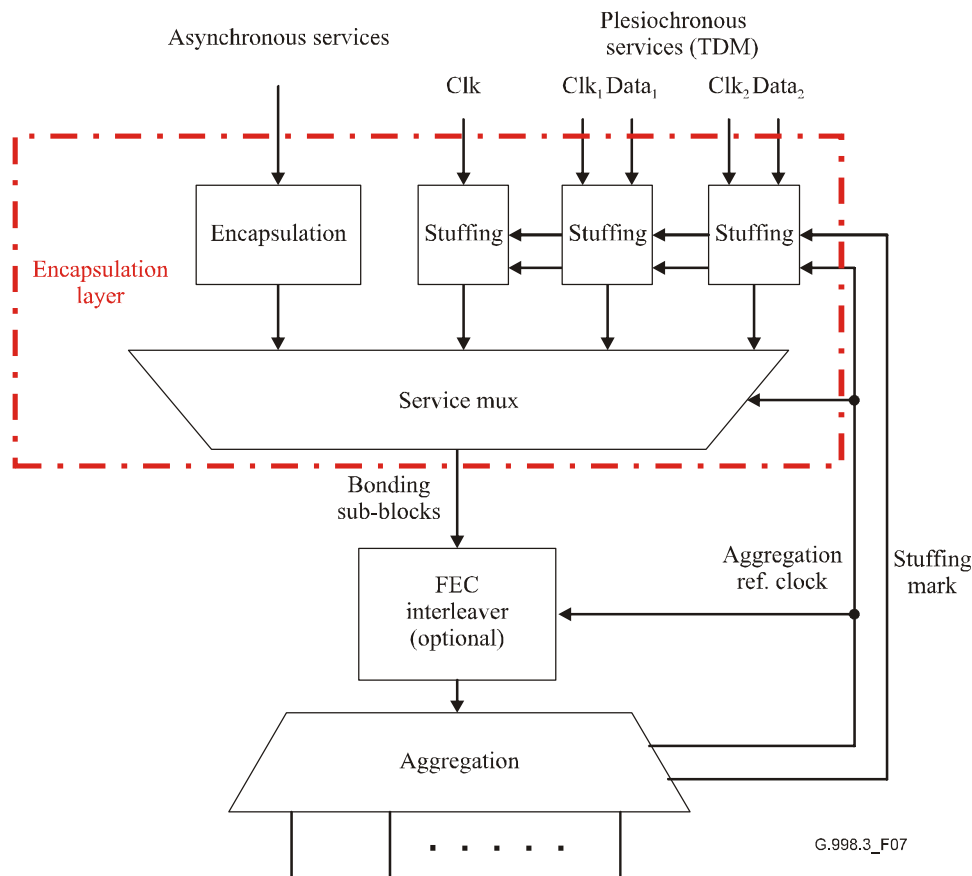 Asynchronous services
Plesiochronous
services (TDM)
Clk
Clk₁ Data₁
Clk₂ Data₂
Encapsulation
Stuffing
Stuffing
Stuffing
Encapsulation
layer
Service mux
Bonding
sub-blocks
FEC
interleaver
(optional)
Aggregation
ref. clock
Stuffing
mark
Aggregation
G.998.3_F07